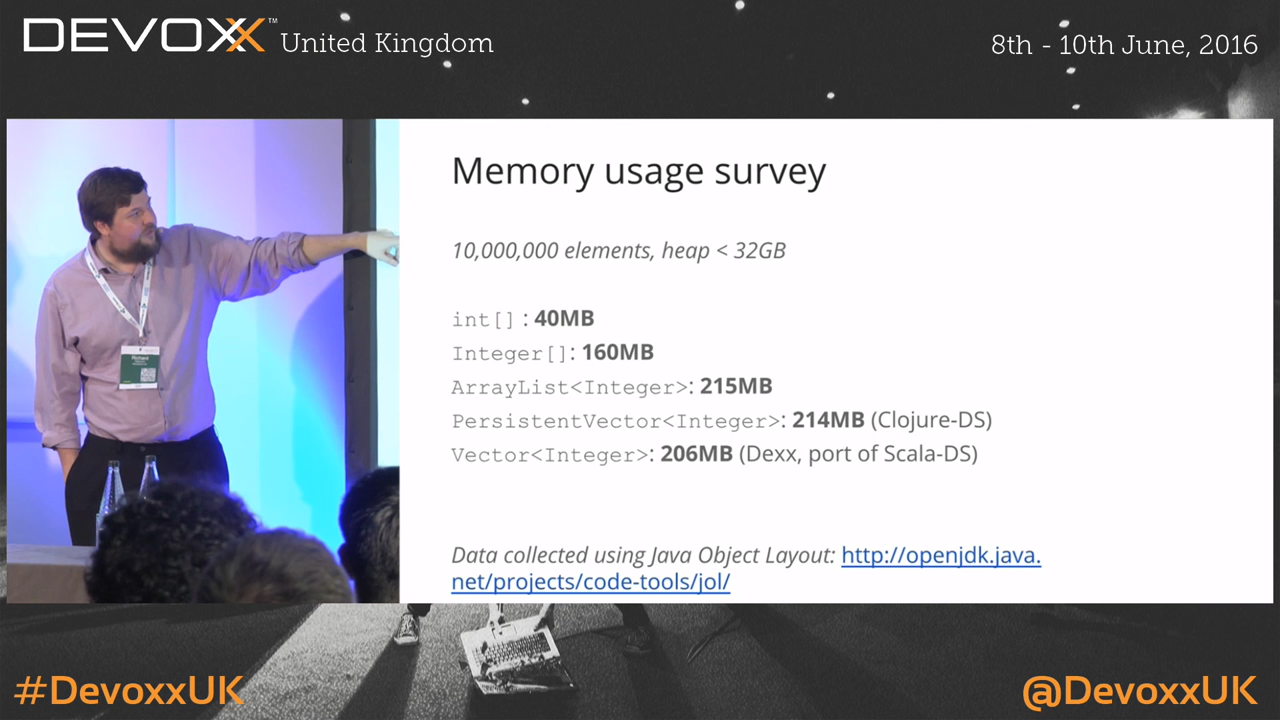 DEVOXX™ United Kingdom
8th - 10th June, 2016
Memory usage survey
10,000,000 elements, heap < 32GB
int[] : 40MB
Integer[]: 160MB
ArrayList<Integer>: 215MB
PersistentVector<Integer>: 214MB (Clojure-DS)
Vector<Integer>: 206MB (Dexx, port of Scala-DS)
Data collected using Java Object Layout: http://openjdk.java.
net/projects/code-tools/jol/
Richard
#DevoxxUK
@DevoxxUK